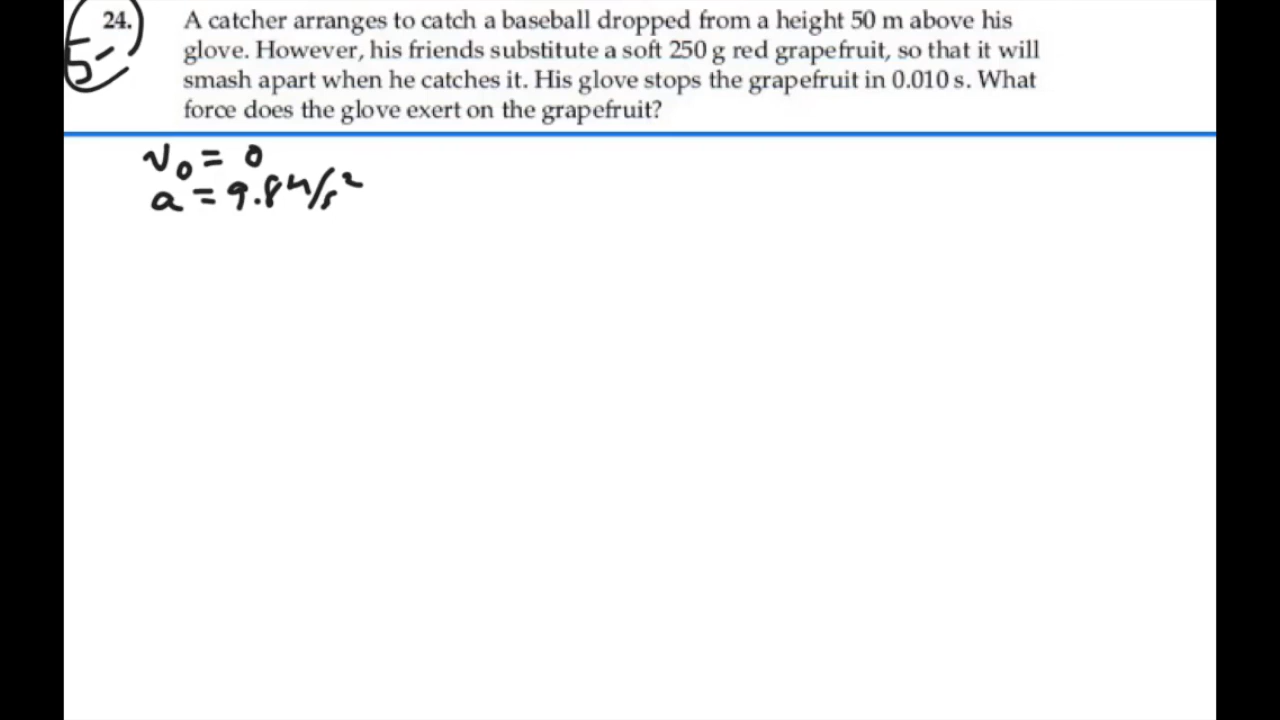 24. A catcher arranges to catch a baseball dropped from a height 50 m above his
5- glove. However, his friends substitute a soft 250 g red grapefruit, so that it will
smash apart when he catches it. His glove stops the grapefruit in 0.010 s. What
force does the glove exert on the grapefruit?
v₀ = 0
a = 9.8 m/s²